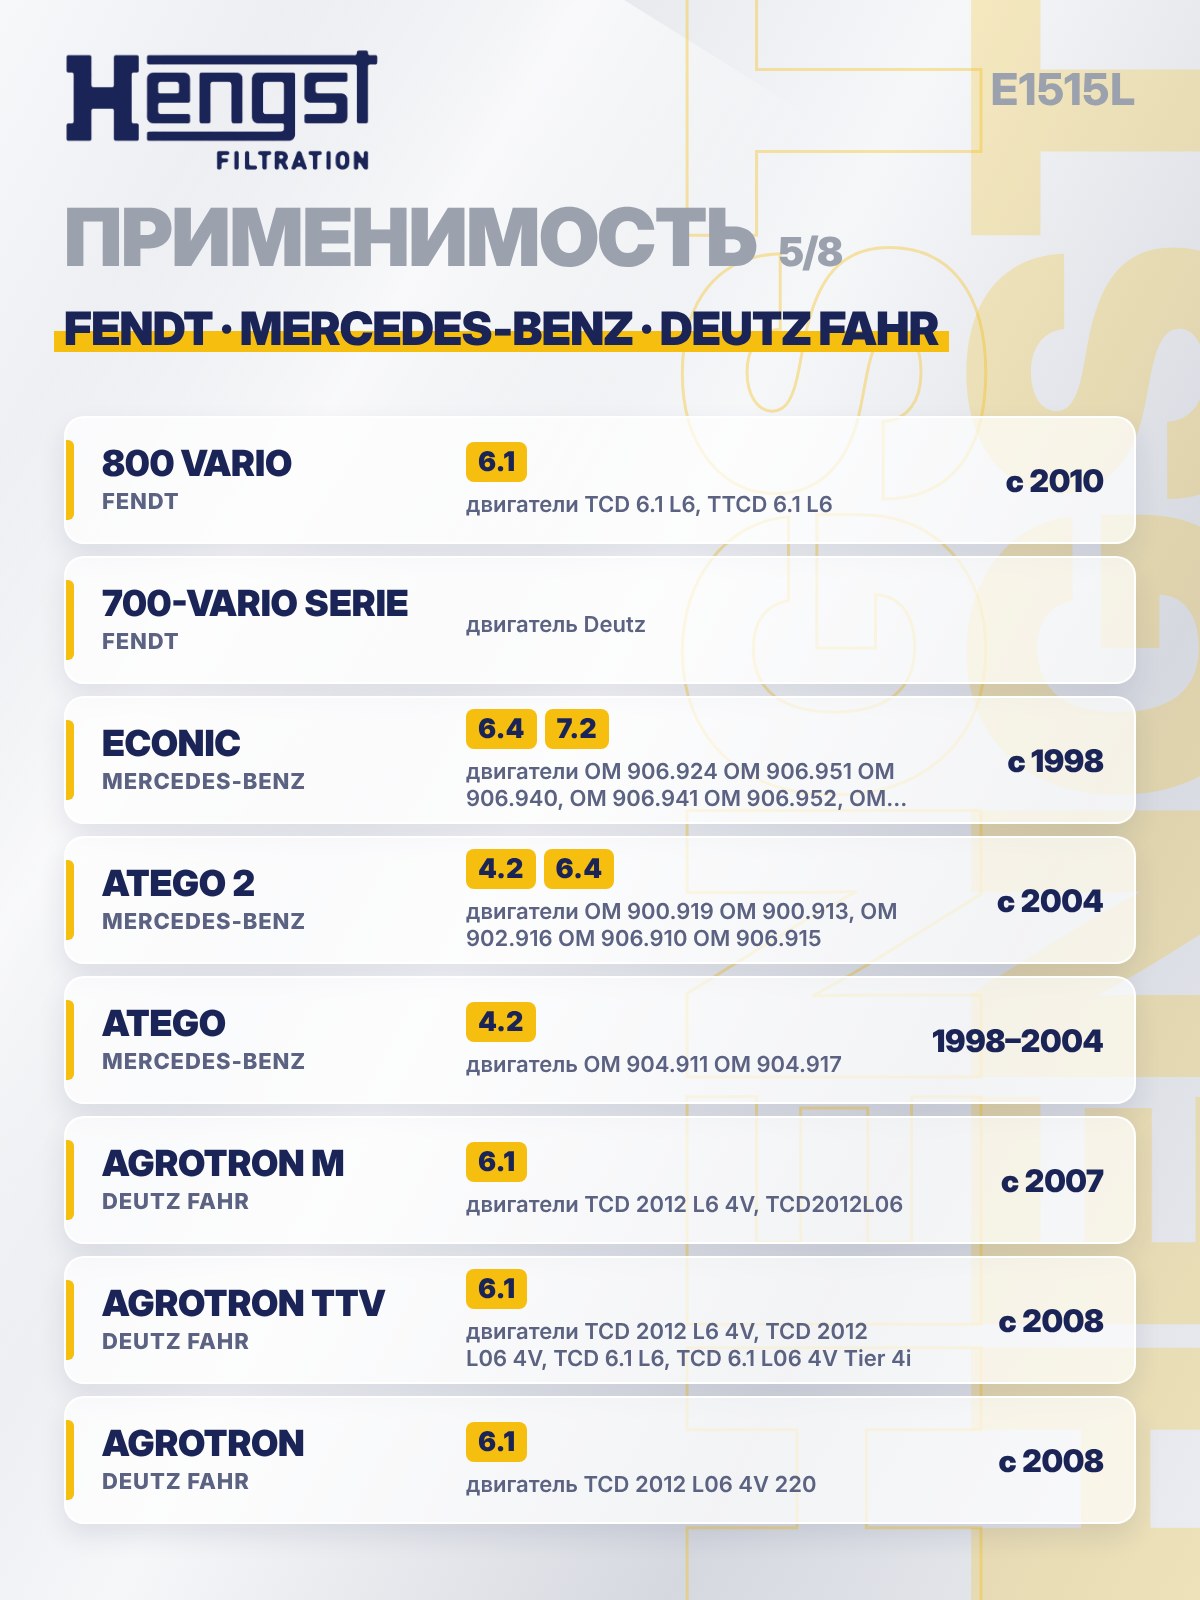 Hengst
FILTRATION
E1515L
ПРИМЕНИМОСТЬ 5/8
FENDT · MERCEDES-BENZ · DEUTZ FAHR
800 VARIO
FENDT
6.1
двигатели TCD 6.1 L6, TTCD 6.1 L6
с 2010
700-VARIO SERIE
FENDT
двигатель Deutz
ECONIC
MERCEDES-BENZ
6.4 7.2
двигатели OM 906.924 OM 906.951 OM
906.940, OM 906.941 OM 906.952, OM...
с 1998
ATEGO 2
MERCEDES-BENZ
4.2 6.4
двигатели OM 900.919 OM 900.913, OM
902.916 OM 906.910 OM 906.915
с 2004
ATEGO
MERCEDES-BENZ
4.2
двигатель OM 904.911 OM 904.917
1998–2004
AGROTRON M
DEUTZ FAHR
6.1
двигатели TCD 2012 L6 4V, TCD2012L06
с 2007
AGROTRON TTV
DEUTZ FAHR
6.1
двигатели TCD 2012 L6 4V, TCD 2012
L06 4V, TCD 6.1 L6, TCD 6.1 L06 4V Tier 4i
с 2008
AGROTRON
DEUTZ FAHR
6.1
двигатель TCD 2012 L06 4V 220
с 2008
HENGST
HENGST